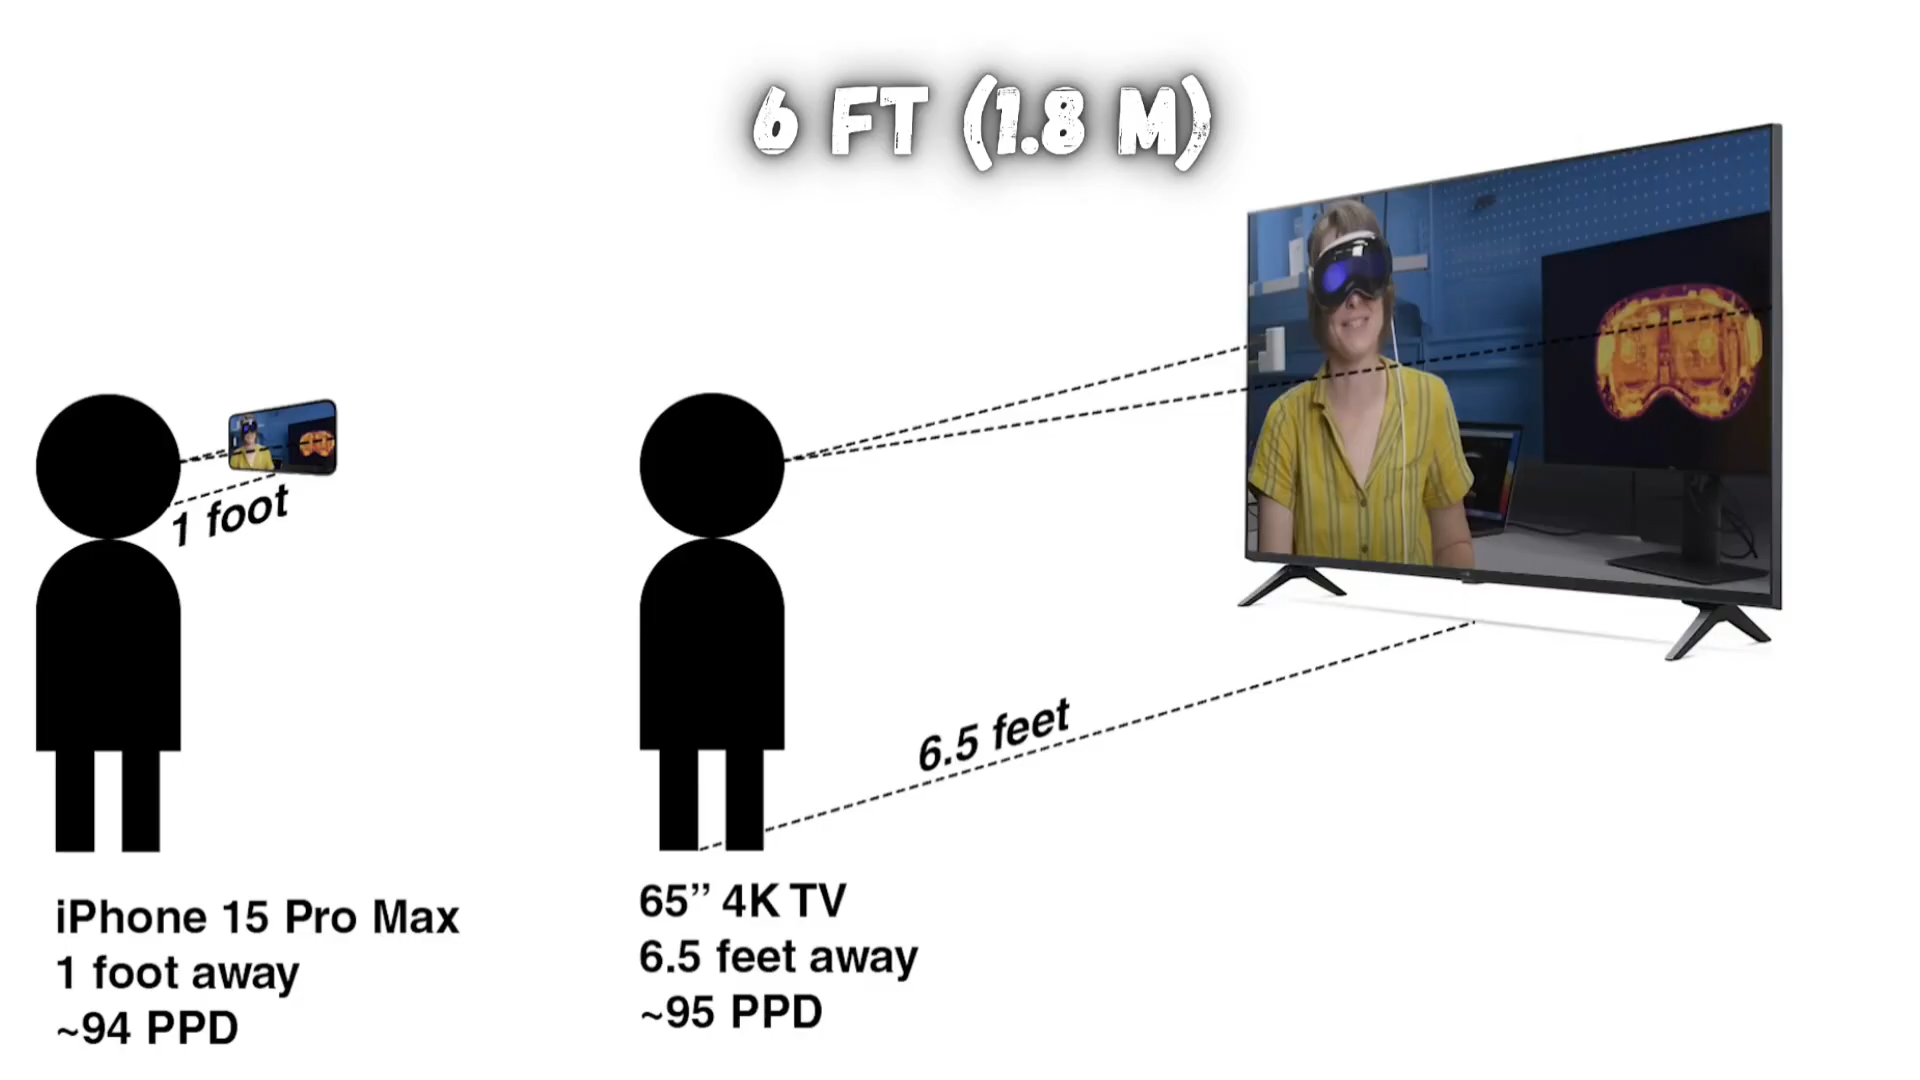 6 FT (1.8 M)
1 foot
6.5 feet
iPhone 15 Pro Max
1 foot away
~94 PPD
65” 4K TV
6.5 feet away
~95 PPD